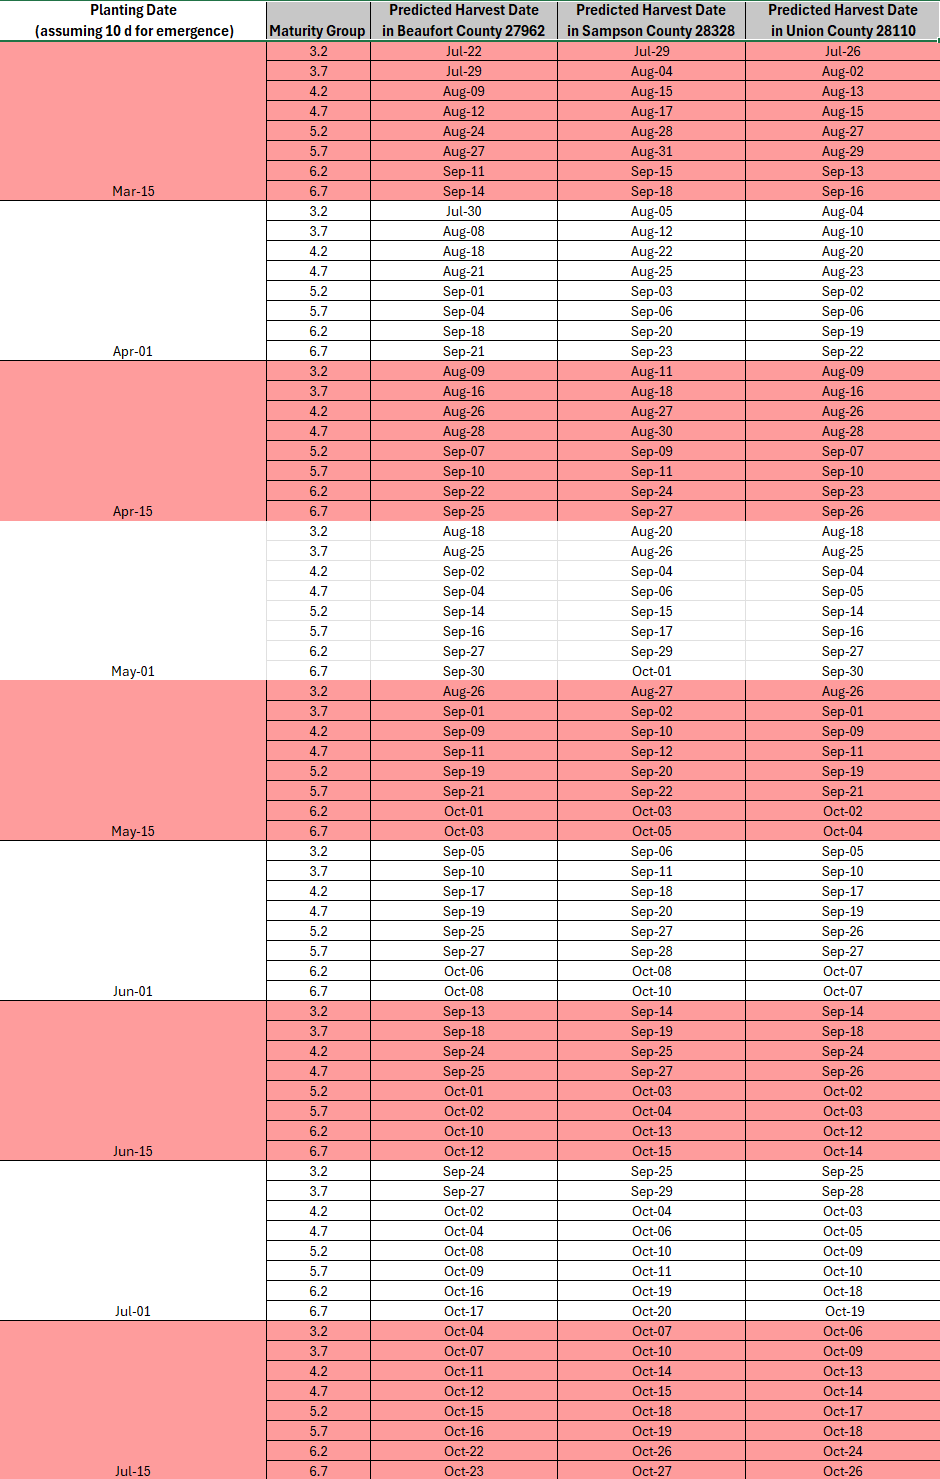 Planting Date Predicted Harvest Date Predicted Harvest Date Predicted Harvest Date
(assuming 10 d for emergence) Maturity Group in Beaufort County 27962 in Sampson County 28328 in Union County 28110
3.2 Jul-22 Jul-29 Jul-26
3.7 Jul-29 Aug-04 Aug-02
4.2 Aug-09 Aug-15 Aug-13
4.7 Aug-12 Aug-17 Aug-15
5.2 Aug-24 Aug-28 Aug-27
5.7 Aug-27 Aug-31 Aug-29
6.2 Sep-11 Sep-15 Sep-13
Mar-15 6.7 Sep-14 Sep-18 Sep-16
3.2 Jul-30 Aug-05 Aug-04
3.7 Aug-08 Aug-12 Aug-10
4.2 Aug-18 Aug-22 Aug-20
4.7 Aug-21 Aug-25 Aug-23
5.2 Sep-01 Sep-03 Sep-02
5.7 Sep-04 Sep-06 Sep-06
6.2 Sep-18 Sep-20 Sep-19
Apr-01 6.7 Sep-21 Sep-23 Sep-22
3.2 Aug-09 Aug-11 Aug-09
3.7 Aug-16 Aug-18 Aug-16
4.2 Aug-26 Aug-27 Aug-26
4.7 Aug-28 Aug-30 Aug-28
5.2 Sep-07 Sep-09 Sep-07
5.7 Sep-10 Sep-11 Sep-10
6.2 Sep-22 Sep-24 Sep-23
Apr-15 6.7 Sep-25 Sep-27 Sep-26
3.2 Aug-18 Aug-20 Aug-18
3.7 Aug-25 Aug-26 Aug-25
4.2 Sep-02 Sep-04 Sep-04
4.7 Sep-04 Sep-06 Sep-05
5.2 Sep-14 Sep-15 Sep-14
5.7 Sep-16 Sep-17 Sep-16
6.2 Sep-27 Sep-29 Sep-27
May-01 6.7 Sep-30 Oct-01 Sep-30
3.2 Aug-26 Aug-27 Aug-26
3.7 Sep-01 Sep-02 Sep-01
4.2 Sep-09 Sep-10 Sep-09
4.7 Sep-11 Sep-12 Sep-11
5.2 Sep-19 Sep-20 Sep-19
5.7 Sep-21 Sep-22 Sep-21
6.2 Oct-01 Oct-03 Oct-02
May-15 6.7 Oct-03 Oct-05 Oct-04
3.2 Sep-05 Sep-06 Sep-05
3.7 Sep-10 Sep-11 Sep-10
4.2 Sep-17 Sep-18 Sep-17
4.7 Sep-19 Sep-20 Sep-19
5.2 Sep-25 Sep-27 Sep-26
5.7 Sep-27 Sep-28 Sep-27
6.2 Oct-06 Oct-08 Oct-07
Jun-01 6.7 Oct-08 Oct-10 Oct-07
3.2 Sep-13 Sep-14 Sep-14
3.7 Sep-18 Sep-19 Sep-18
4.2 Sep-24 Sep-25 Sep-24
4.7 Sep-25 Sep-27 Sep-26
5.2 Oct-01 Oct-03 Oct-02
5.7 Oct-02 Oct-04 Oct-03
6.2 Oct-10 Oct-13 Oct-12
Jun-15 6.7 Oct-12 Oct-15 Oct-14
3.2 Sep-24 Sep-25 Sep-25
3.7 Sep-27 Sep-29 Sep-28
4.2 Oct-02 Oct-04 Oct-03
4.7 Oct-04 Oct-06 Oct-05
5.2 Oct-08 Oct-10 Oct-09
5.7 Oct-09 Oct-11 Oct-10
6.2 Oct-16 Oct-19 Oct-18
Jul-01 6.7 Oct-17 Oct-20 Oct-19
3.2 Oct-04 Oct-07 Oct-06
3.7 Oct-07 Oct-10 Oct-09
4.2 Oct-11 Oct-14 Oct-13
4.7 Oct-12 Oct-15 Oct-14
5.2 Oct-15 Oct-18 Oct-17
5.7 Oct-16 Oct-19 Oct-18
6.2 Oct-22 Oct-26 Oct-24
Jul-15 6.7 Oct-23 Oct-27 Oct-26